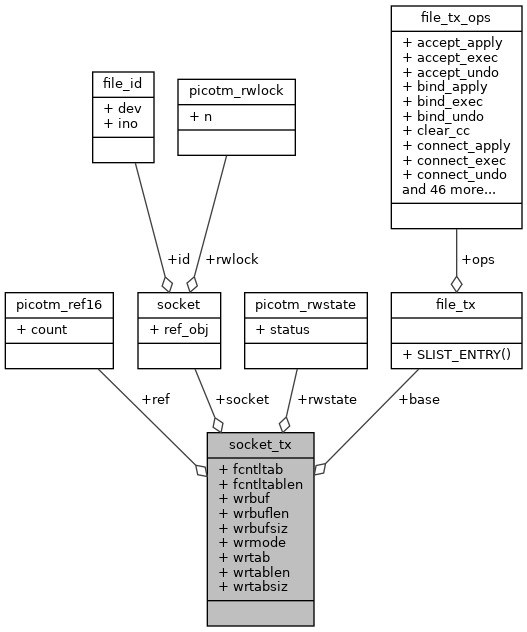 file_tx_ops
+ accept_apply
+ accept_exec
+ accept_undo
+ bind_apply
+ bind_exec
+ bind_undo
+ clear_cc
+ connect_apply
+ connect_exec
+ connect_undo
and 46 more...
file_id
+ dev
+ ino
picotm_rwlock
+ n
+id
+rwlock
+ops
picotm_ref16
+ count
socket
+ ref_obj
picotm_rwstate
+ status
file_tx
+ SLIST_ENTRY()
+ref
+socket
+rwstate
+base
socket_tx
+ fcntltab
+ fcntltablen
+ wrbuf
+ wrbuflen
+ wrbufsiz
+ wrmode
+ wrtab
+ wrtablen
+ wrtabsiz